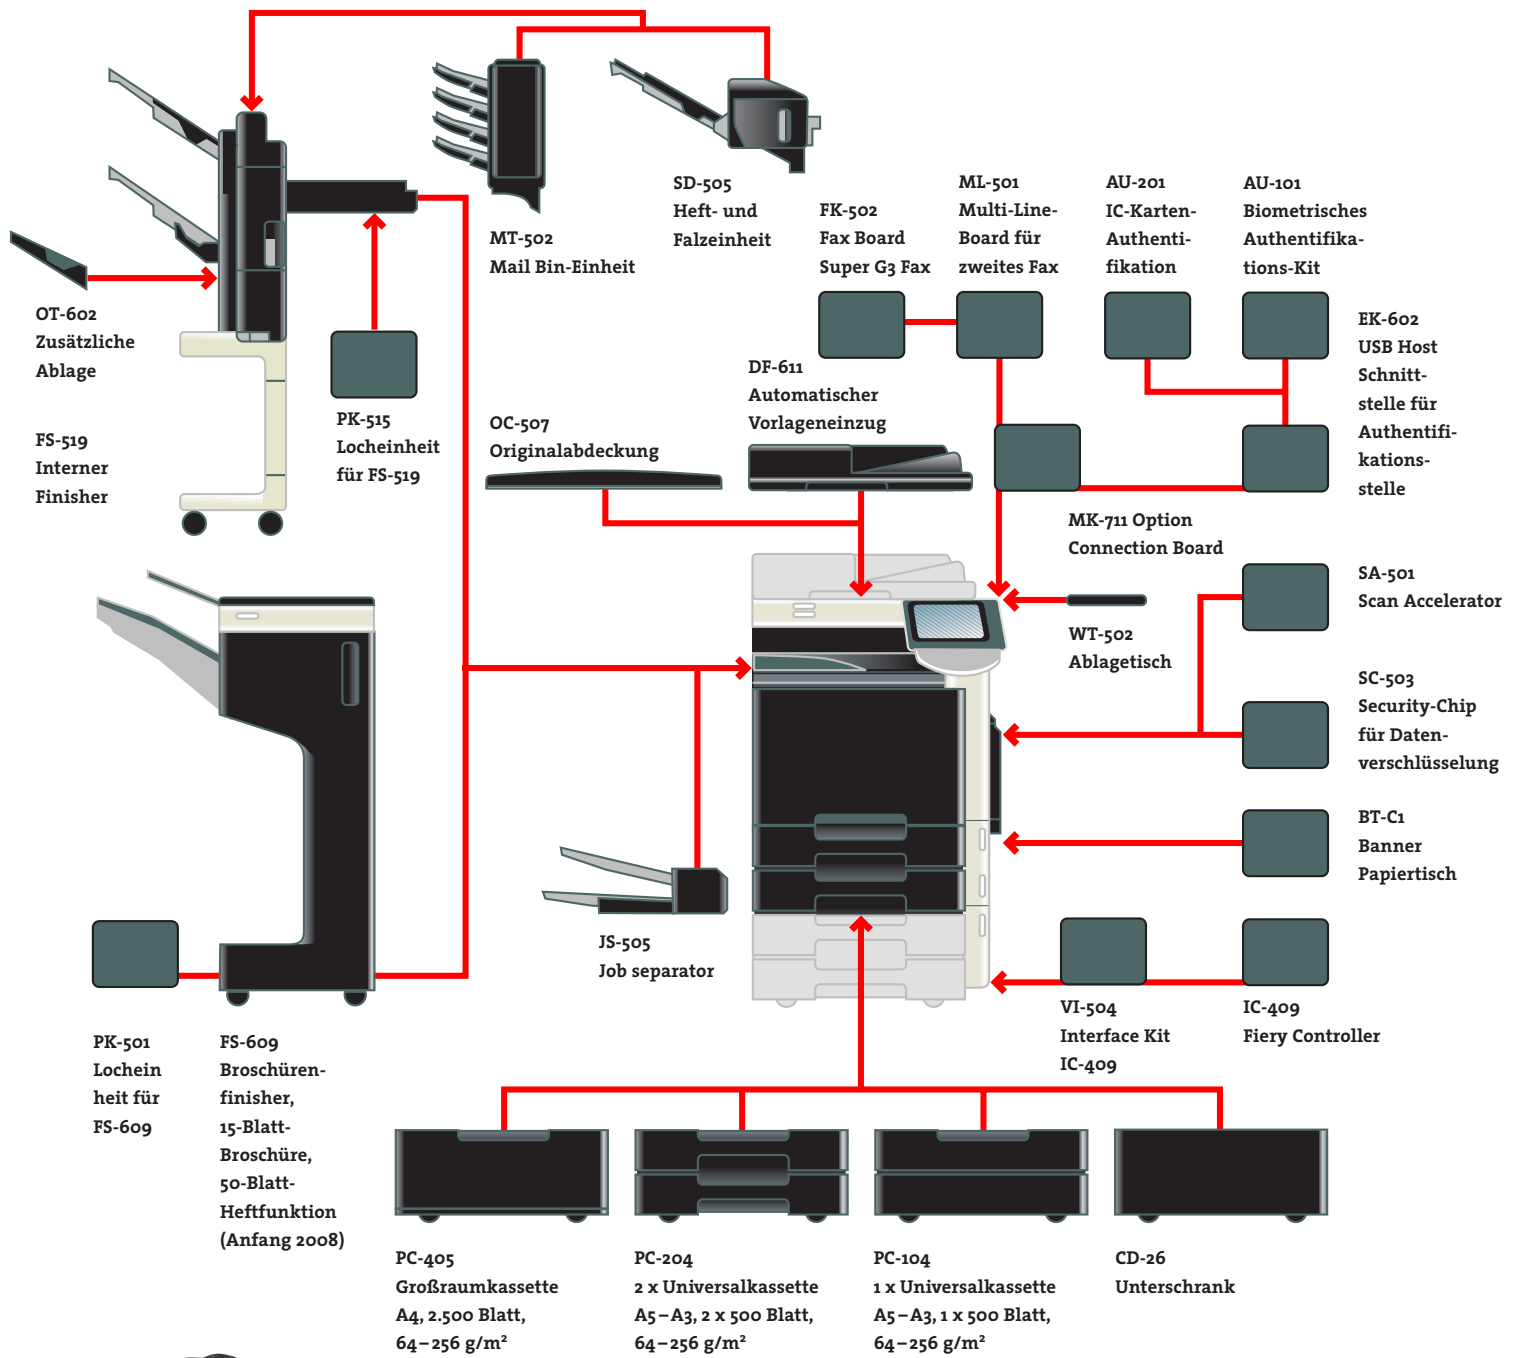 SD-505
Heft- und
Falzeinheit
MT-502
Mail Bin-Einheit
FK-502
Fax Board
Super G3 Fax
ML-501
Multi-Line-
Board für
zweites Fax
AU-201
IC-Karten-
Authenti-
fikation
AU-101
Biometrisches
Authentifika-
tions-Kit
OT-602
Zusätzliche
Ablage
EK-602
USB Host
Schnitt-
stelle für
Authentifi-
kations-
stelle
FS-519
Interner
Finisher
PK-515
Locheinheit
für FS-519
OC-507
Originalabdeckung
DF-611
Automatischer
Vorlageneinzug
MK-711 Option
Connection Board
SA-501
Scan Accelerator
WT-502
Ablagetisch
SC-503
Security-Chip
für Daten-
verschlüsselung
BT-C1
Banner
Papiertisch
JS-505
Job separator
VI-504
Interface Kit
IC-409
IC-409
Fiery Controller
PK-501
Lochein
heit für
FS-609
FS-609
Broschüren-
finisher,
15-Blatt-
Broschüre,
50-Blatt-
Heftfunktion
(Anfang 2008)
PC-405
Großraumkassette
A4, 2.500 Blatt,
64–256 g/m²
PC-204
2 x Universalkassette
A5–A3, 2 x 500 Blatt,
64–256 g/m²
PC-104
1 x Universalkassette
A5–A3, 1 x 500 Blatt,
64–256 g/m²
CD-26
Unterschrank